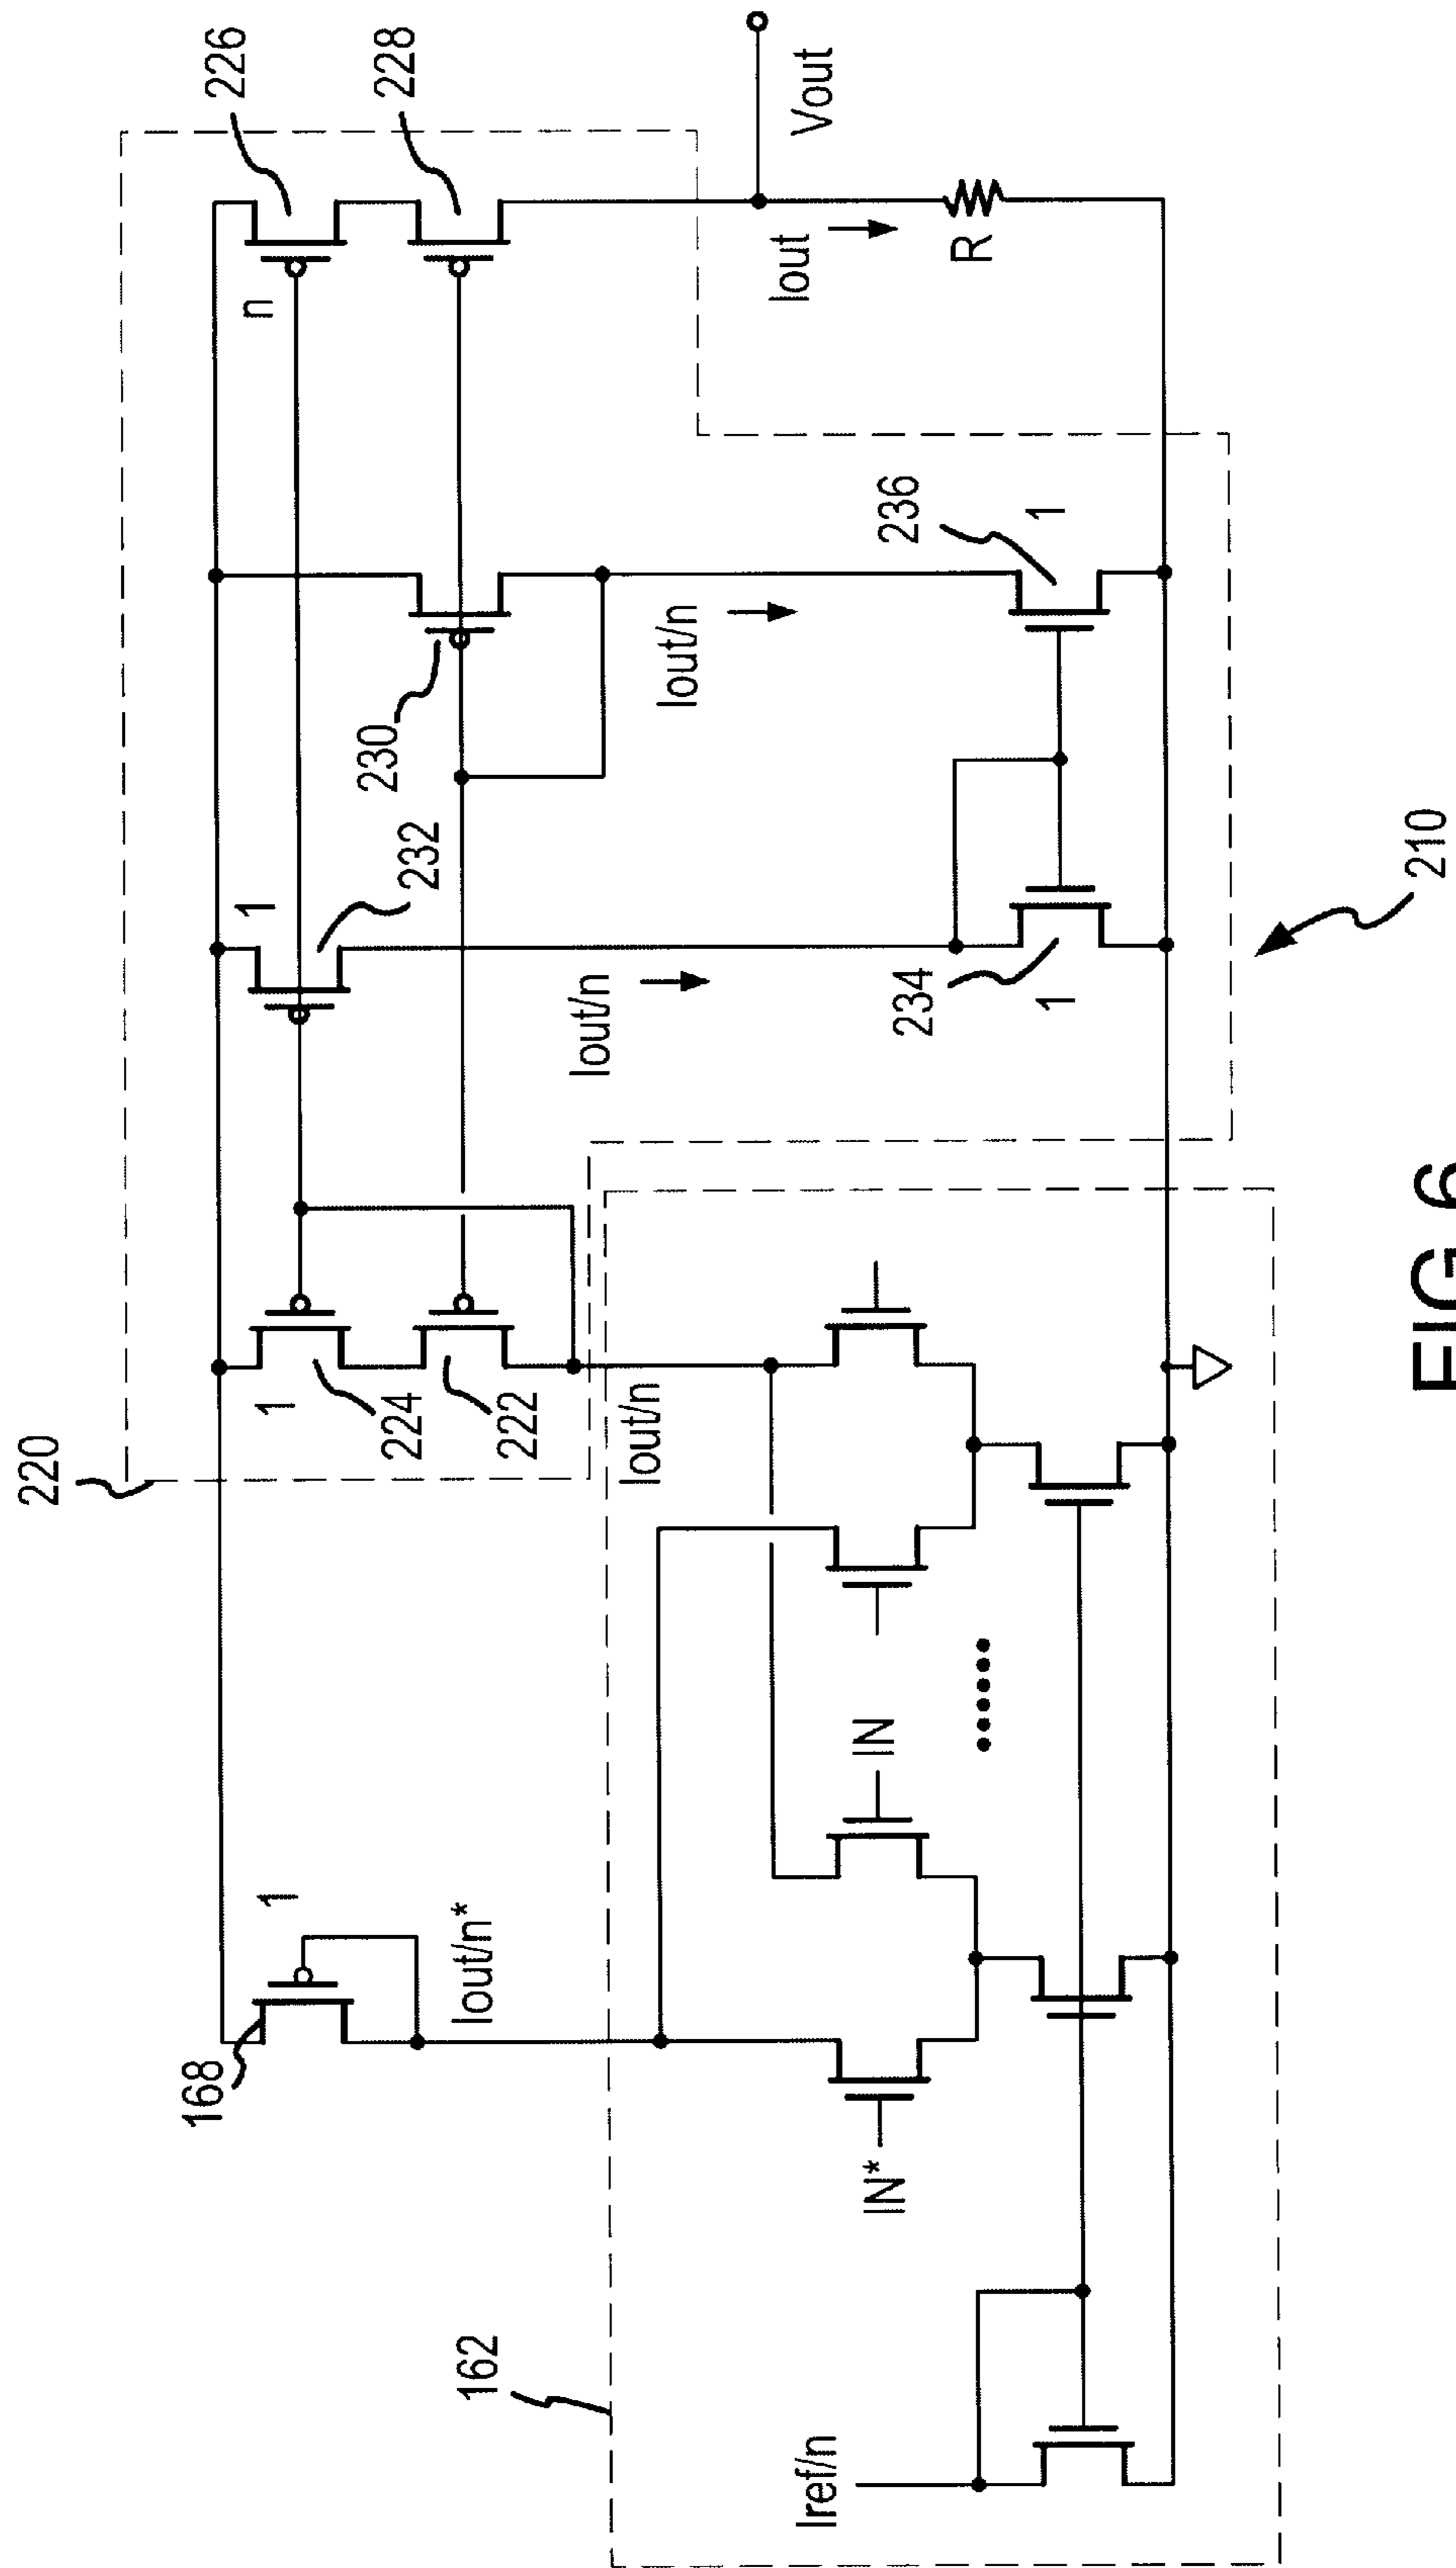 220
226
168
1
1
1
n
224
232
230
228
Iout/n*
222
Iout/n
Iout/n
Iout/n
Iout
Vout
162
Iref/n
IN*
IN
234
236
1
1
R
210
FIG 6